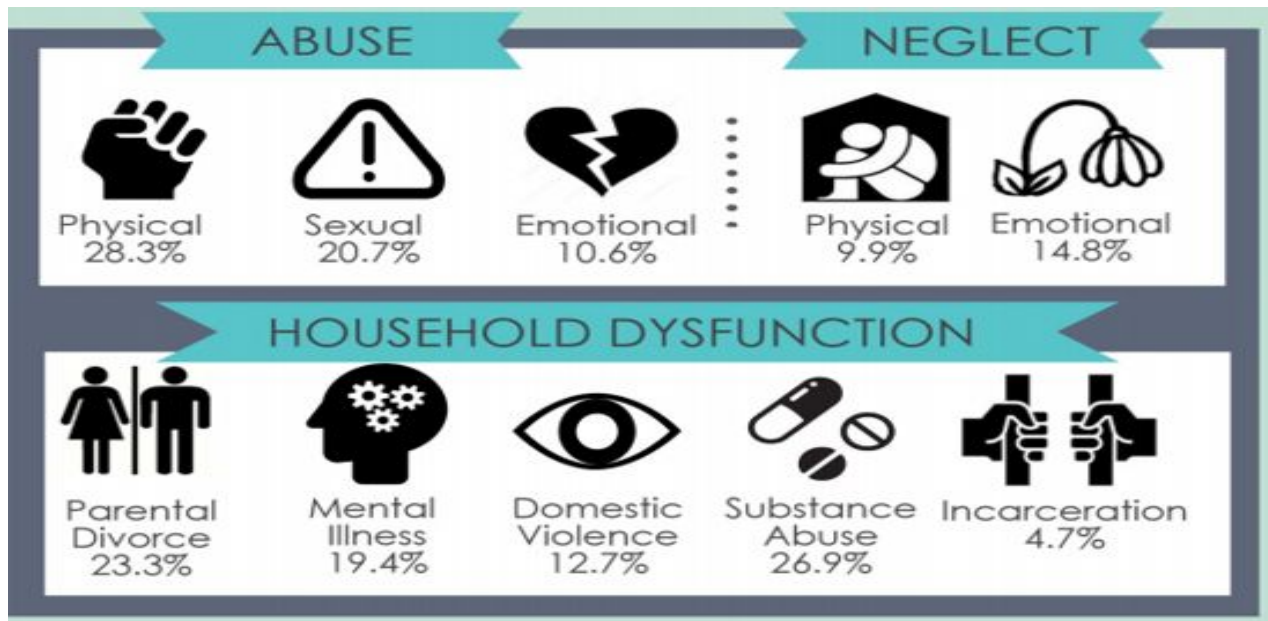 ABUSE
NEGLECT
Physical
28.3%
Sexual
20.7%
Emotional
10.6%
Physical
9.9%
Emotional
14.8%
HOUSEHOLD DYSFUNCTION
Parental
Divorce
23.3%
Mental
Illness
19.4%
Domestic
Violence
12.7%
Substance
Abuse
26.9%
Incarceration
4.7%